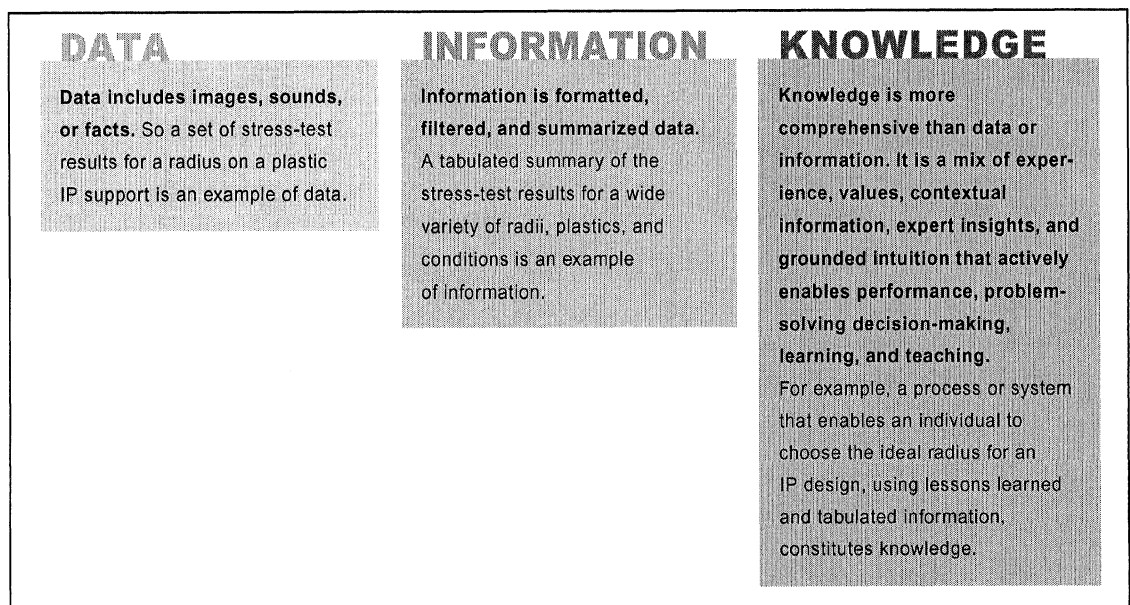 DATA
Data includes images, sounds,
or facts. So a set of stress-test
results for a radius on a plastic
IP support is an example of data.
INFORMATION
Information is formatted,
filtered, and summarized data.
A tabulated summary of the
stress-test results for a wide
variety of radii, plastics, and
conditions is an example
of information.
KNOWLEDGE
Knowledge is more
comprehensive than data or
information. It is a mix of exper-
ience, values, contextual
information, expert insights, and
grounded intuition that actively
enables performance, problem-
solving decision-making,
learning, and teaching.
For example, a process or system
that enables an individual to
choose the ideal radius for an
IP design, using lessons learned
and tabulated information,
constitutes knowledge.